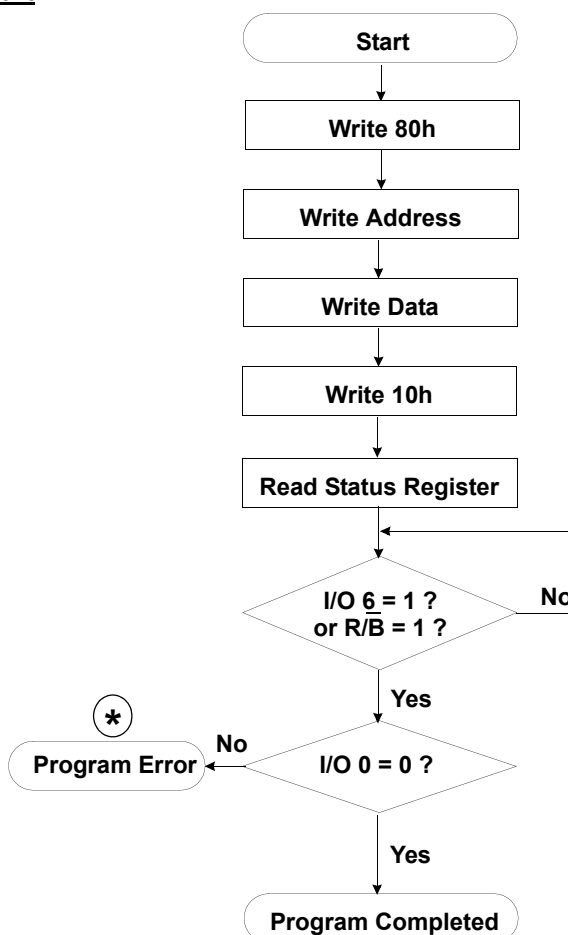 Start
Write 80h
Write Address
Write Data
Write 10h
Read Status Register
I/O 6 = 1 ?
or R/B̅ = 1 ?
No
Yes
*
Program Error
No
I/O 0 = 0 ?
Yes
Program Completed